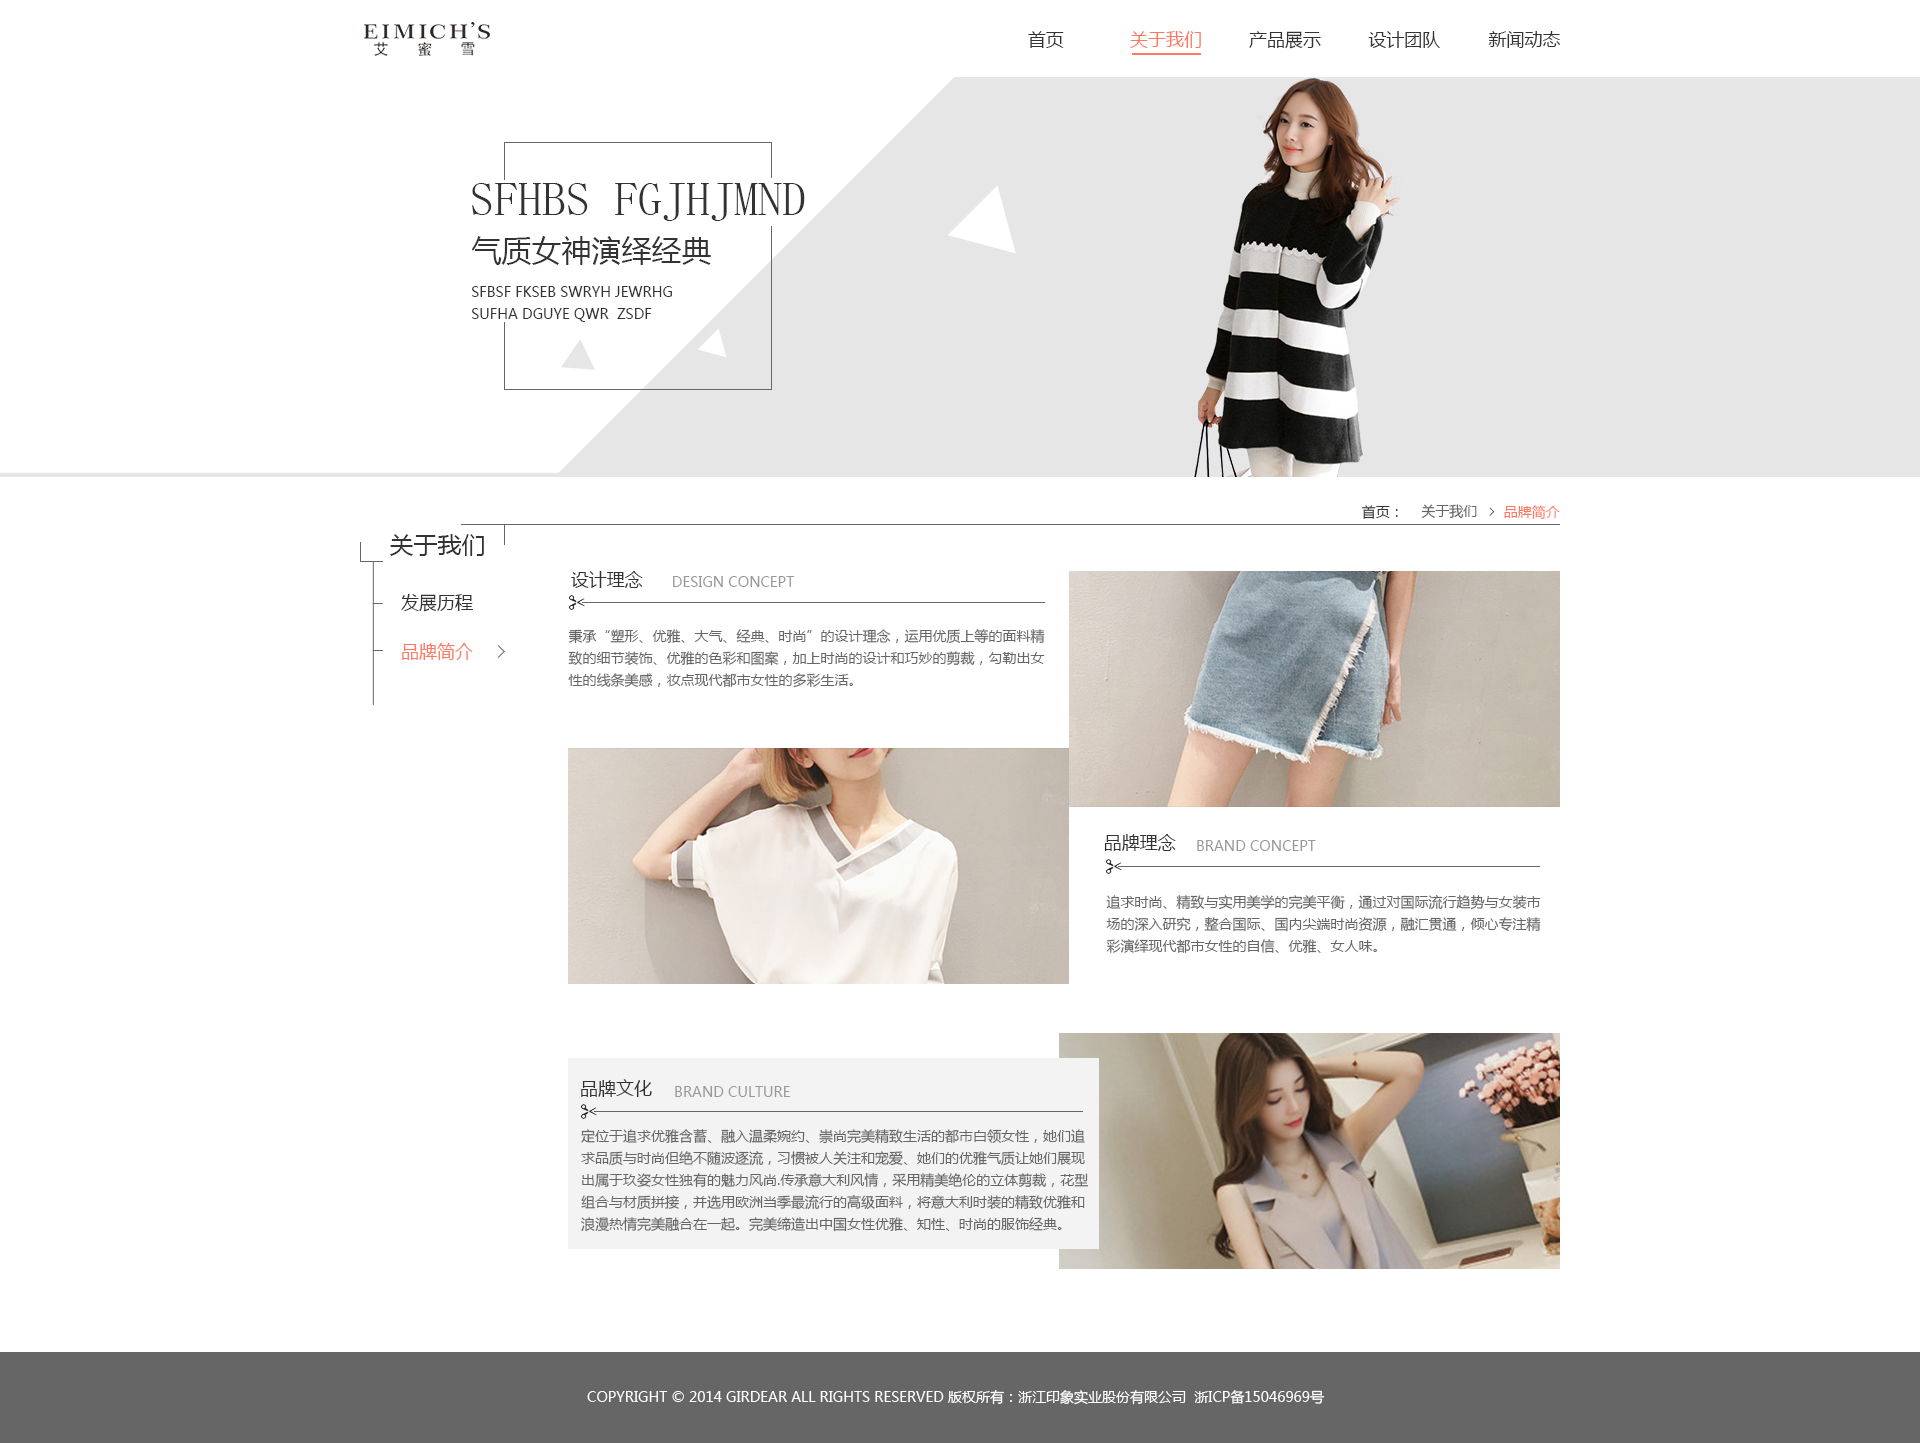 EIMICH'S
艾 蜜 雪
首页 关于我们 产品展示 设计团队 新闻动态
SFHBS FGJHJMND
气质女神演绎经典
SFBSF FKSEB SWRYH JEWRHG
SUFHA DGUYE QWR ZSDF
首页： 关于我们 > 品牌简介
关于我们
发展历程
品牌简介
设计理念 DESIGN CONCEPT
秉承“塑形、优雅、大气、经典、时尚”的设计理念，运用优质上等的面料精
致的细节装饰、优雅的色彩和图案，加上时尚的设计和巧妙的剪裁，勾勒出女
性的线条美感，妆点现代都市女性的多彩生活。
品牌理念 BRAND CONCEPT
追求时尚、精致与实用美学的完美平衡，通过对国际流行趋势与女装市
场的深入研究，整合国际、国内尖端时尚资源，融汇贯通，倾心专注精
彩演绎现代都市女性的自信、优雅、女人味。
品牌文化 BRAND CULTURE
定位于追求优雅含蓄、融入温柔婉约、崇尚完美精致生活的都市白领女性，她们追
求品质与时尚但绝不随波逐流，习惯被人关注和宠爱、她们的优雅气质让她们展现
出属于玖姿女性独有的魅力风尚.传承意大利风情，采用精美绝伦的立体剪裁，花型
组合与材质拼接，并选用欧洲当季最流行的高级面料，将意大利时装的精致优雅和
浪漫热情完美融合在一起。完美缔造出中国女性优雅、知性、时尚的服饰经典。
COPYRIGHT © 2014 GIRDEAR ALL RIGHTS RESERVED 版权所有：浙江印象实业股份有限公司 浙ICP备15046969号